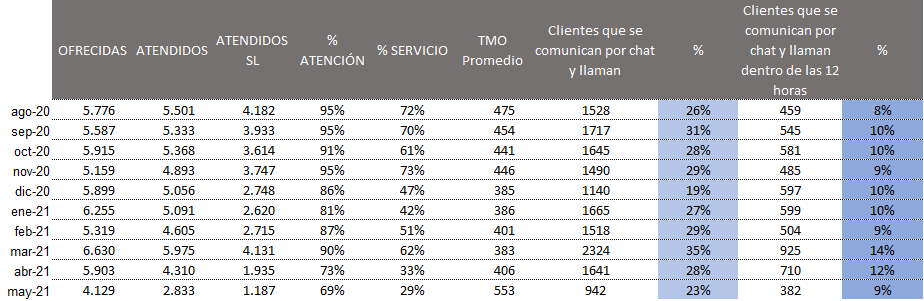 OFRECIDAS ATENDIDOS ATENDIDOS SL % ATENCIÓN % SERVICIO TMO Promedio Clientes que se comunican por chat y llaman % Clientes que se comunican por chat y llaman dentro de las 12 horas %
ago-20 5.776 5.501 4.182 95% 72% 475 1528 26% 459 8%
sep-20 5.587 5.333 3.933 95% 70% 454 1717 31% 545 10%
oct-20 5.915 5.368 3.614 91% 61% 441 1645 28% 581 10%
nov-20 5.159 4.893 3.747 95% 73% 446 1490 29% 485 9%
dic-20 5.899 5.056 2.748 86% 47% 385 1140 19% 597 10%
ene-21 6.255 5.091 2.620 81% 42% 386 1665 27% 599 10%
feb-21 5.319 4.605 2.715 87% 51% 401 1518 29% 504 9%
mar-21 6.630 5.975 4.131 90% 62% 383 2324 35% 925 14%
abr-21 5.903 4.310 1.935 73% 33% 406 1641 28% 710 12%
may-21 4.129 2.833 1.187 69% 29% 553 942 23% 382 9%